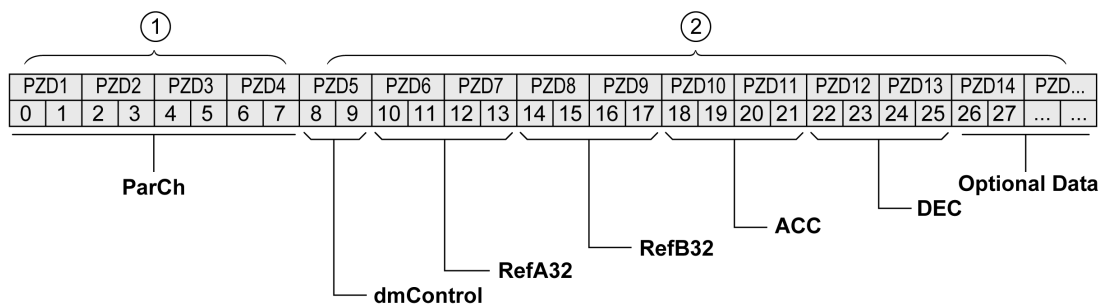 1 2
PZD1 PZD2 PZD3 PZD4 PZD5 PZD6 PZD7 PZD8 PZD9 PZD10 PZD11 PZD12 PZD13 PZD14 PZD...
0 1 2 3 4 5 6 7 8 9 10 11 12 13 14 15 16 17 18 19 20 21 22 23 24 25 26 27 ... ...
ParCh
Optional Data
DEC
ACC
RefB32
RefA32
dmControl